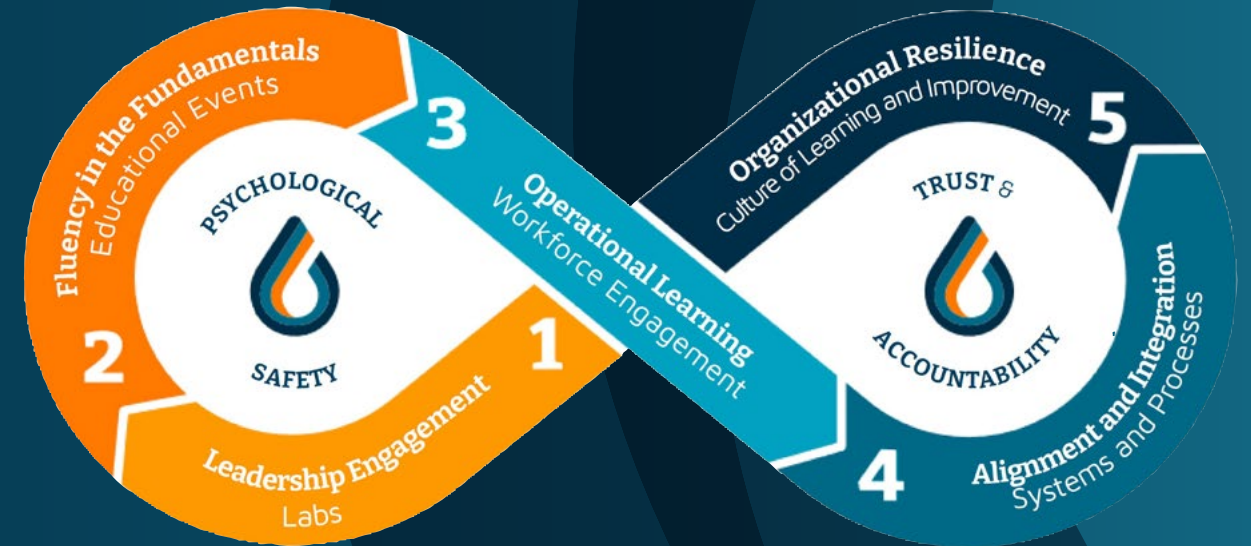 1
Leadership Engagement
Labs
2
Fluency in the Fundamentals
Educational Events
3
Operational Learning
Workforce Engagement
4
Alignment and Integration
Systems and Processes
5
Organizational Resilience
Culture of Learning and Improvement
PSYCHOLOGICAL
SAFETY
TRUST &
ACCOUNTABILITY